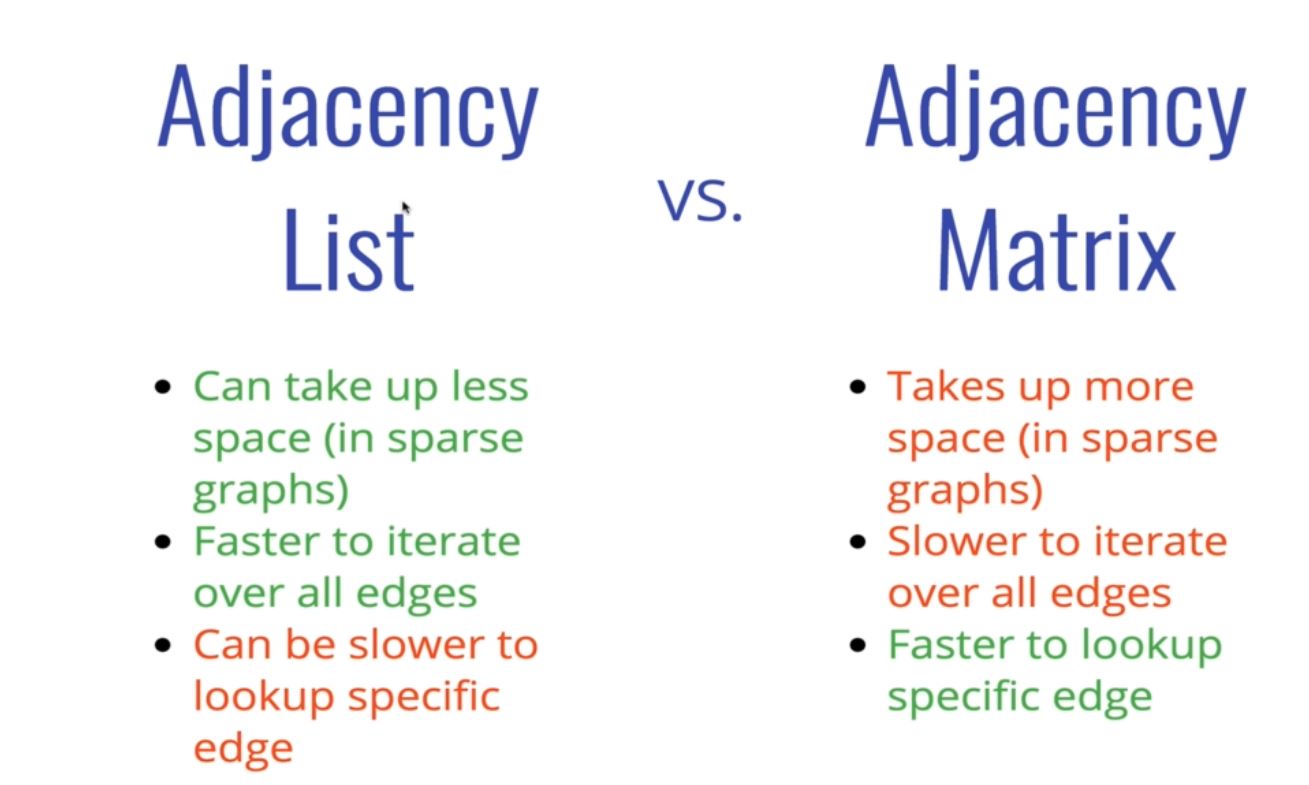 Adjacency
List
vs.
Adjacency
Matrix
Can take up less
space (in sparse
graphs)
Faster to iterate
over all edges
Can be slower to
lookup specific
edge
Takes up more
space (in sparse
graphs)
Slower to iterate
over all edges
Faster to lookup
specific edge